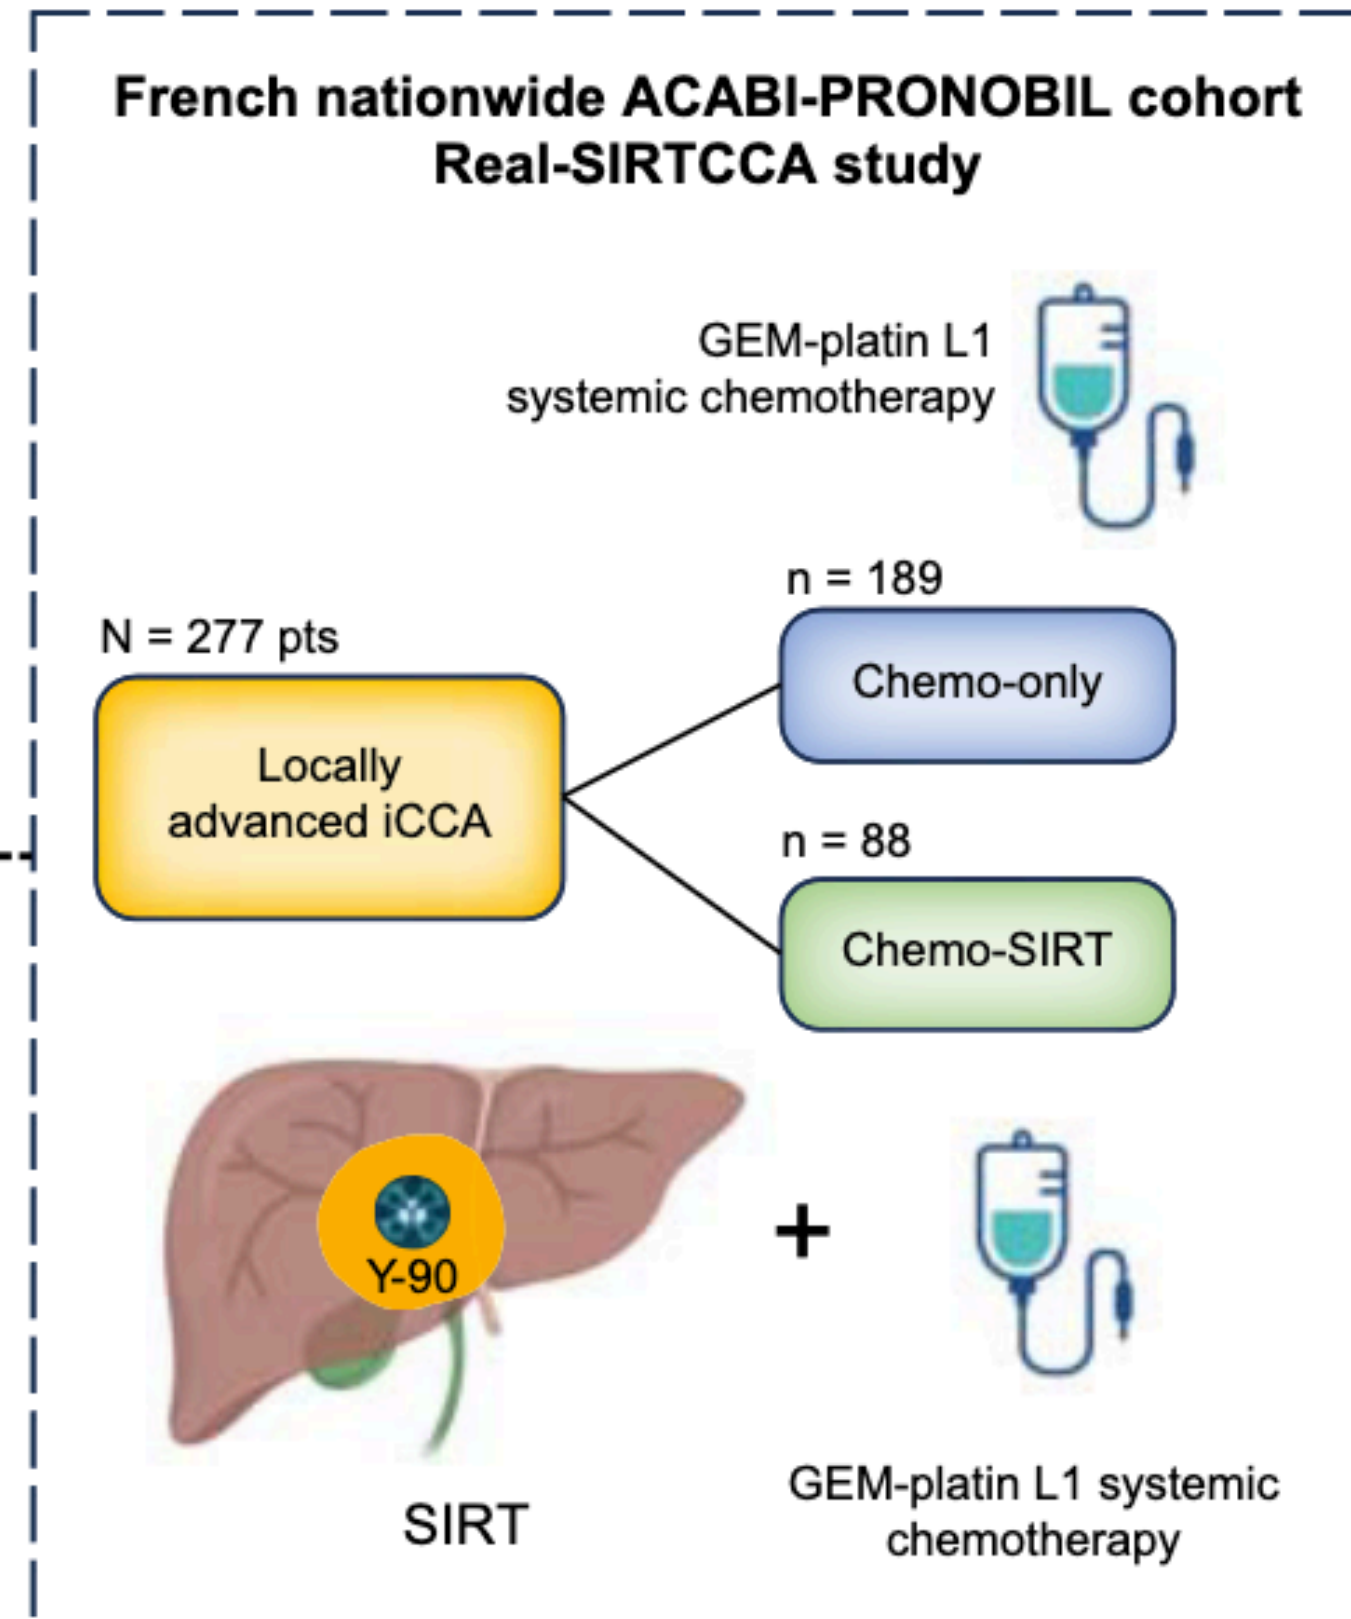 French nationwide ACABI-PRONOBIL cohort
Real-SIRTCCA study
GEM-platin L1
systemic chemotherapy
n = 189
Chemo-only
N = 277 pts
Locally
advanced iCCA
n = 88
Chemo-SIRT
Y-90
+
SIRT
GEM-platin L1 systemic
chemotherapy